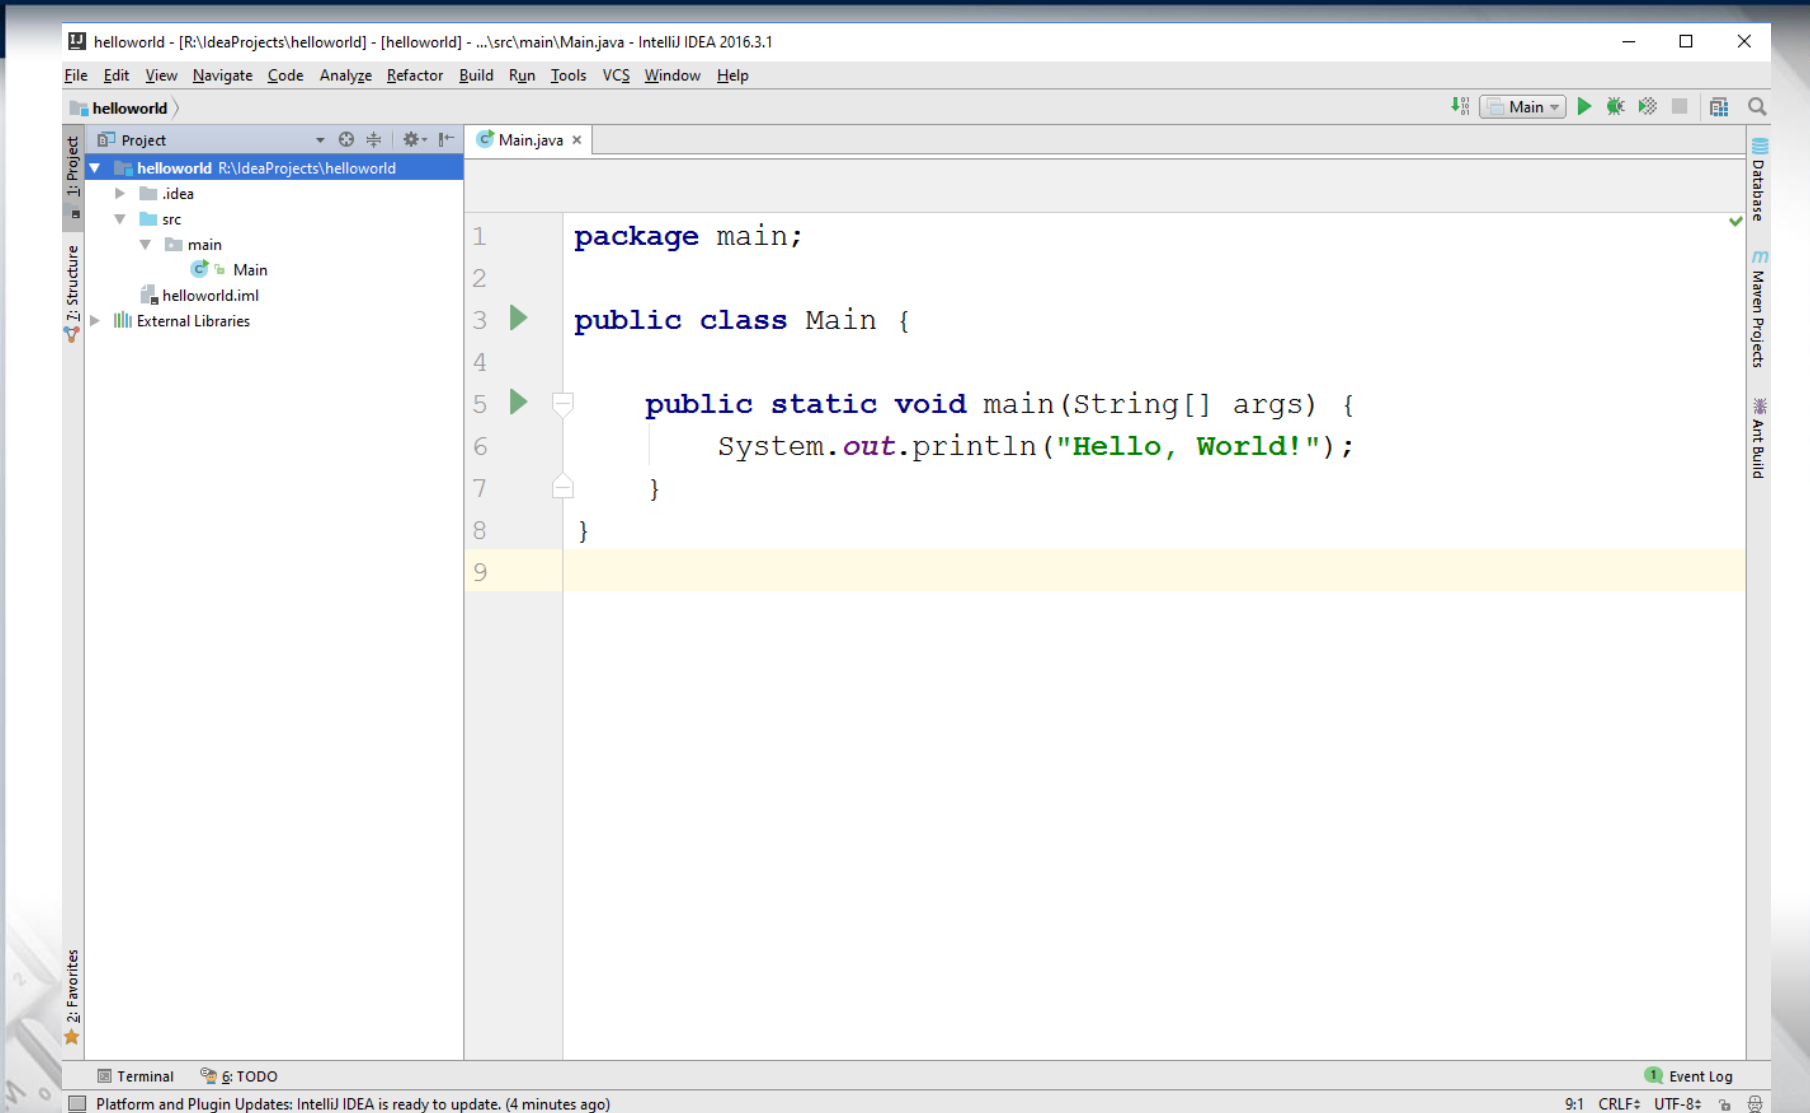 helloworld - [R:\IdeaProjects\helloworld] - [helloworld] - ...\src\main\Main.java - IntelliJ IDEA 2016.3.1
File Edit View Navigate Code Analyze Refactor Build Run Tools VCS Window Help
helloworld
Main
1: Project
7: Structure
2: Favorites
Project
helloworld R:\IdeaProjects\helloworld
.idea
src
main
Main
helloworld.iml
External Libraries
Main.java
1 package main;
2
3 public class Main {
4
5 public static void main(String[] args) {
6 System.out.println("Hello, World!");
7 }
8 }
9
Database
m Maven Projects
Ant Build
Terminal 6: TODO
1 Event Log
Platform and Plugin Updates: IntelliJ IDEA is ready to update. (4 minutes ago)
9:1 CRLF UTF-8